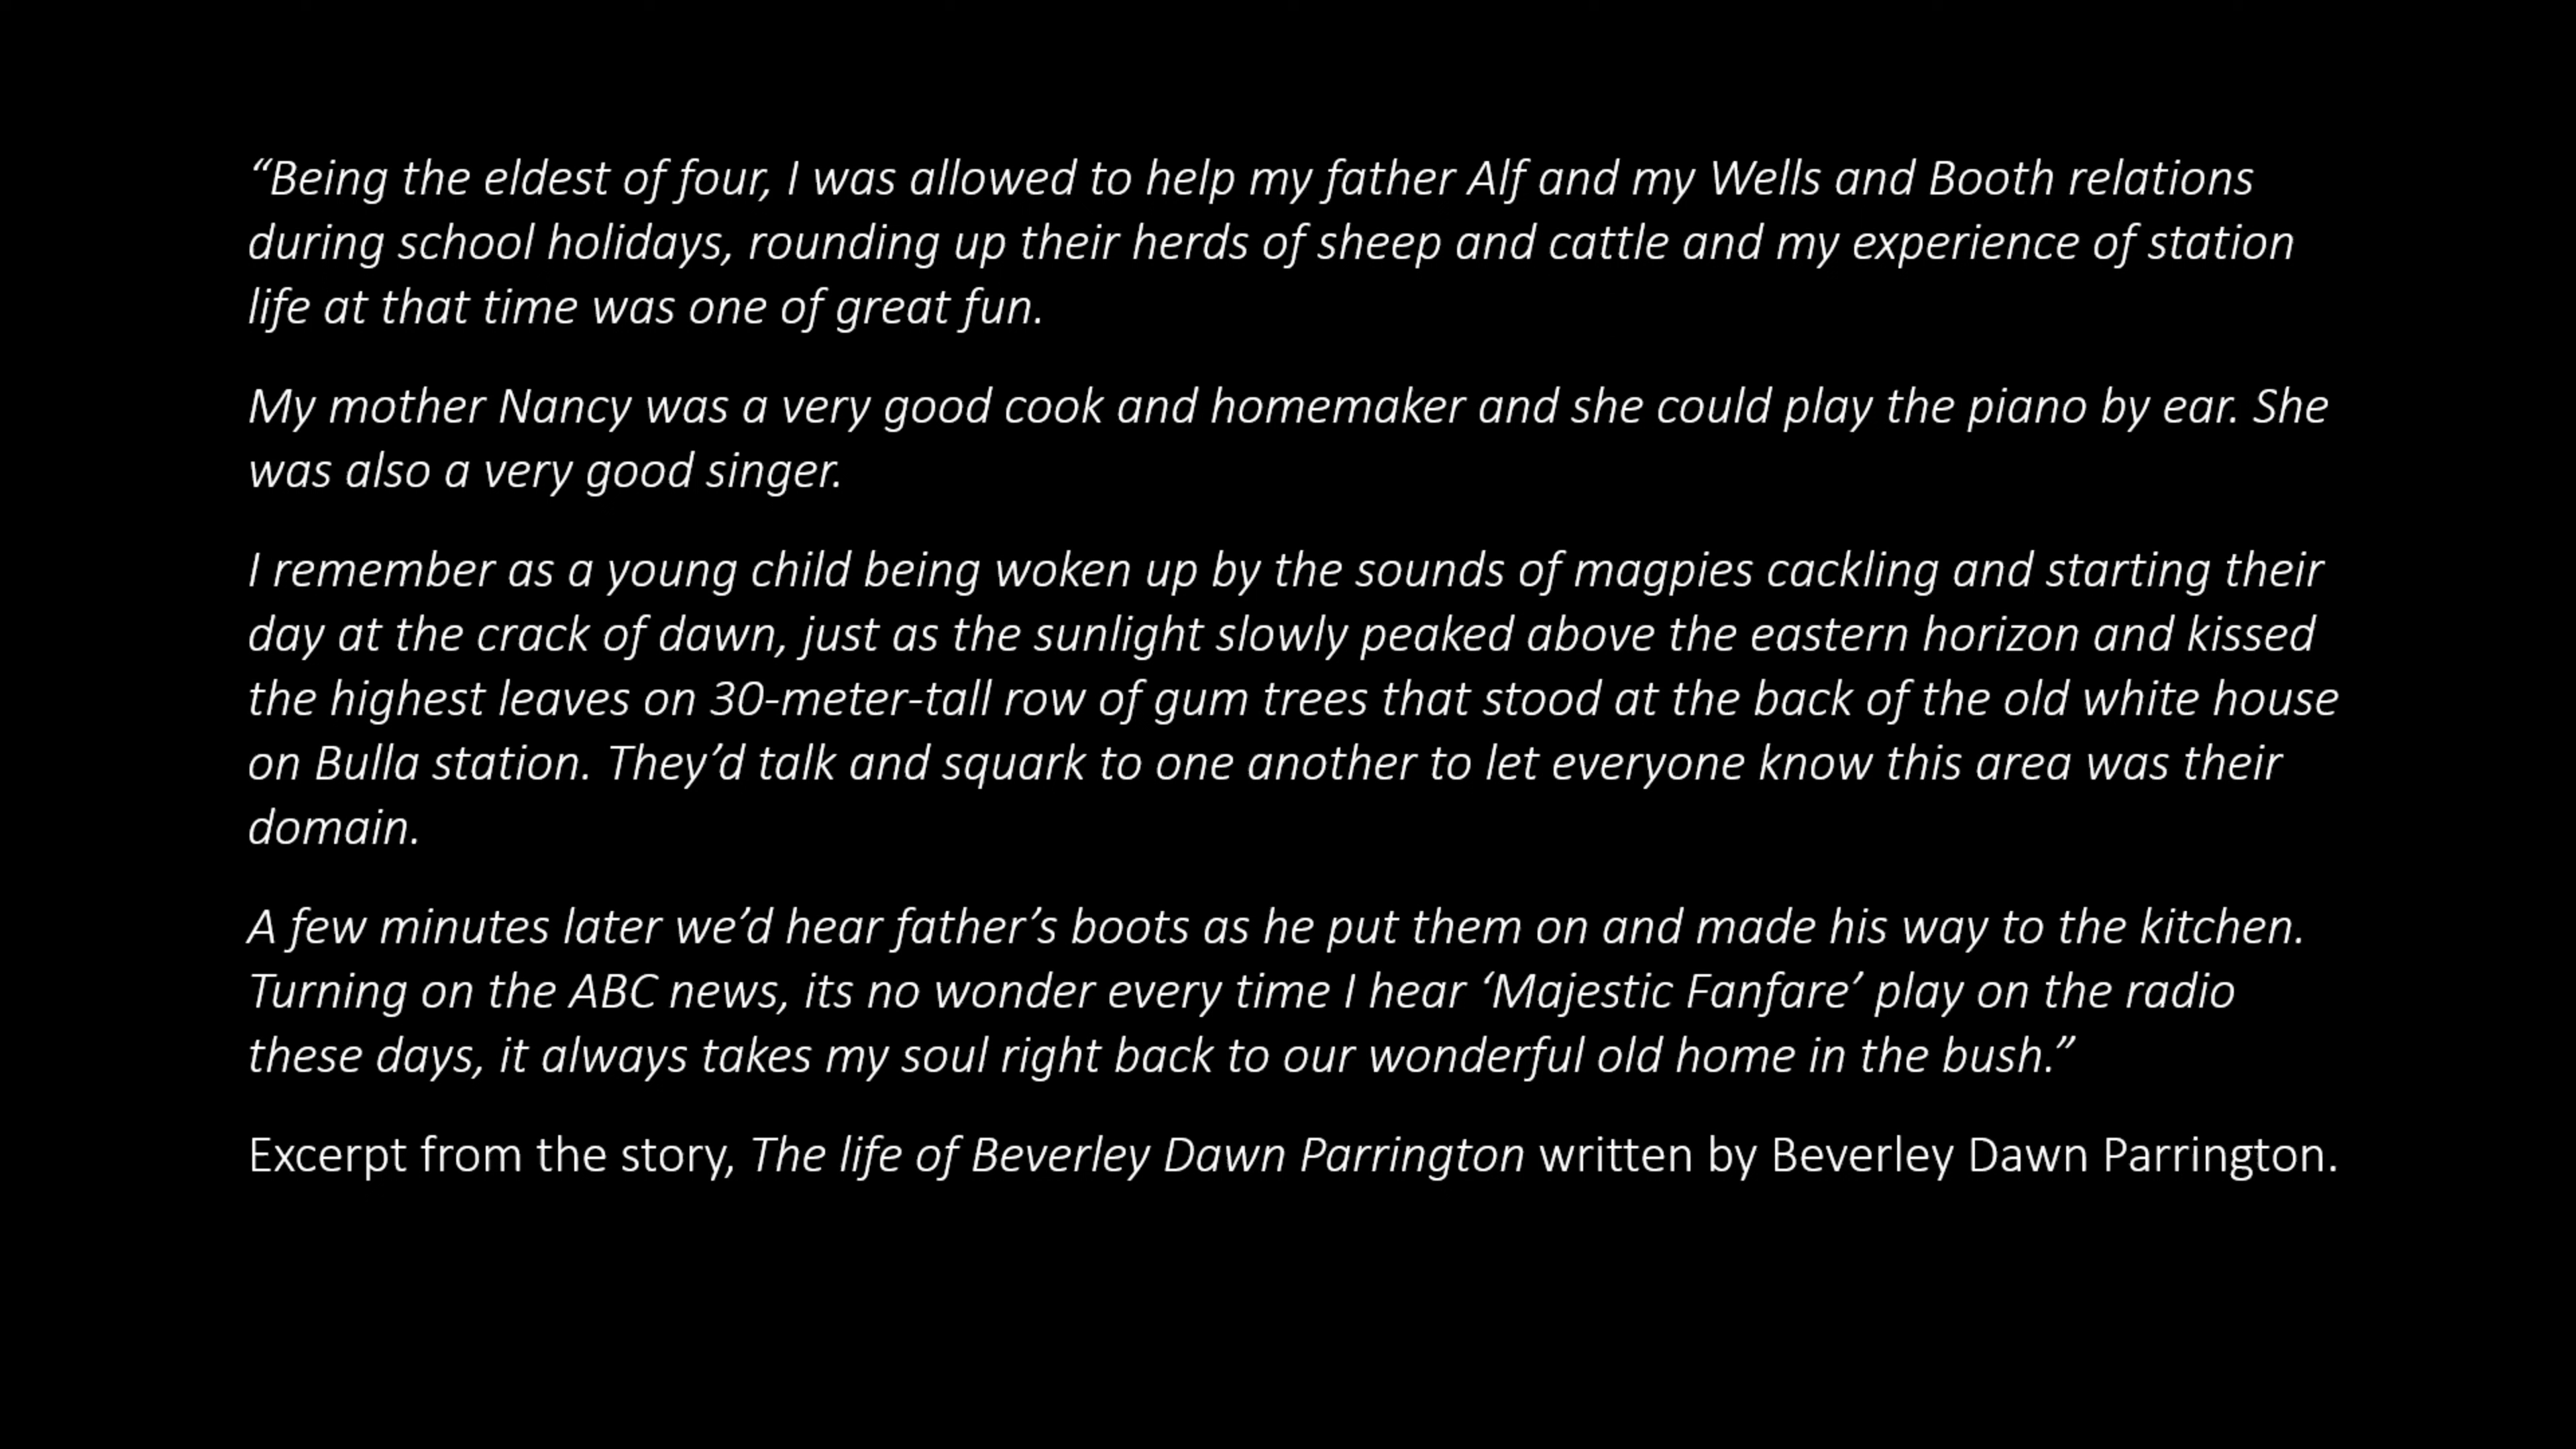 “Being the eldest of four, I was allowed to help my father Alf and my Wells and Booth relations
during school holidays, rounding up their herds of sheep and cattle and my experience of station
life at that time was one of great fun.
My mother Nancy was a very good cook and homemaker and she could play the piano by ear. She
was also a very good singer.
I remember as a young child being woken up by the sounds of magpies cackling and starting their
day at the crack of dawn, just as the sunlight slowly peaked above the eastern horizon and kissed
the highest leaves on 30-meter-tall row of gum trees that stood at the back of the old white house
on Bulla station. They’d talk and squark to one another to let everyone know this area was their
domain.
A few minutes later we’d hear father’s boots as he put them on and made his way to the kitchen.
Turning on the ABC news, its no wonder every time I hear ‘Majestic Fanfare’ play on the radio
these days, it always takes my soul right back to our wonderful old home in the bush.”
Excerpt from the story, The life of Beverley Dawn Parrington written by Beverley Dawn Parrington.